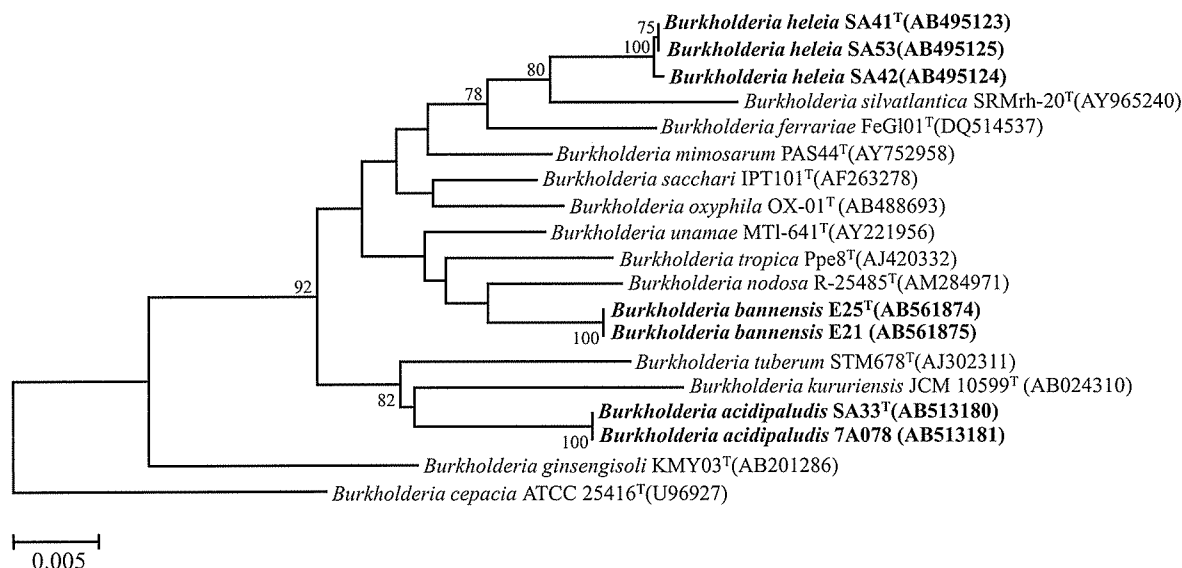 Burkholderia heleia SA41ᵀ(AB495123)
75
100
Burkholderia heleia SA53(AB495125)
Burkholderia heleia SA42(AB495124)
80
Burkholderia silvatlantica SRMrh-20ᵀ(AY965240)
78
Burkholderia ferrariae FeGl01ᵀ(DQ514537)
Burkholderia mimosarum PAS44ᵀ(AY752958)
Burkholderia sacchari IPT101ᵀ(AF263278)
Burkholderia oxyphila OX-01ᵀ (AB488693)
Burkholderia unamae MTl-641ᵀ(AY221956)
Burkholderia tropica Ppe8ᵀ(AJ420332)
Burkholderia nodosa R-25485ᵀ(AM284971)
92
Burkholderia bannensis E25ᵀ(AB561874)
Burkholderia bannensis E21 (AB561875)
100
Burkholderia tuberum STM678ᵀ(AJ302311)
Burkholderia kururiensis JCM 10599ᵀ (AB024310)
82
Burkholderia acidipaludis SA33ᵀ(AB513180)
Burkholderia acidipaludis 7A078 (AB513181)
100
Burkholderia ginsengisoli KMY03ᵀ(AB201286)
Burkholderia cepacia ATCC 25416ᵀ(U96927)
0.005